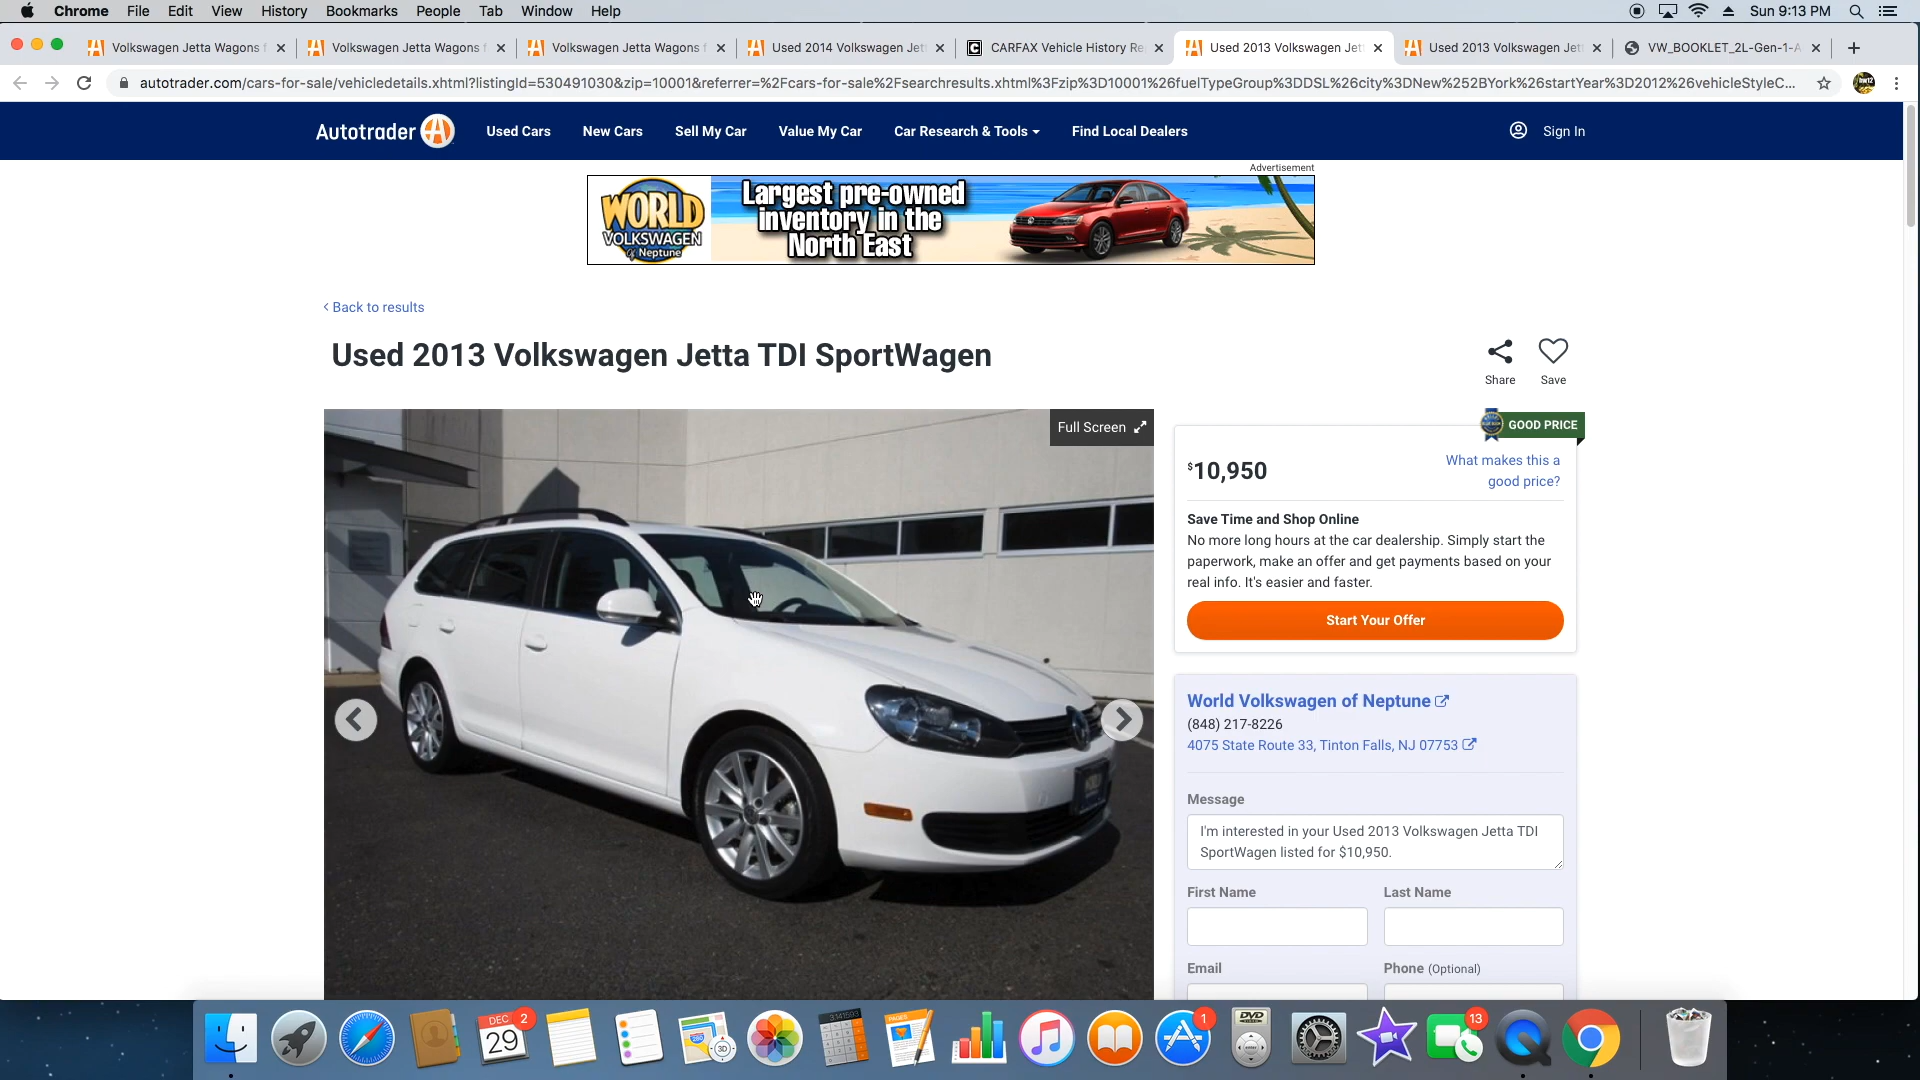 Chrome File Edit View History Bookmarks People Tab Window Help Sun 9:13 PM
Volkswagen Jetta Wagons f Volkswagen Jetta Wagons f Volkswagen Jetta Wagons f Used 2014 Volkswagen Jet CARFAX Vehicle History Re Used 2013 Volkswagen Jet Used 2013 Volkswagen Jet VW_BOOKLET_2L-Gen-1-A
autotrader.com/cars-for-sale/vehicledetails.xhtml?listingId=530491030&zip=10001&referrer=%2Fcars-for-sale%2Fsearchresults.xhtml%3Fzip%3D10001%26fuelTypeGroup%3DDSL%26city%3DNew%252BYork%26startYear%3D2012%26vehicleStyleC...
Autotrader Used Cars New Cars Sell My Car Value My Car Car Research & Tools Find Local Dealers Sign In
Advertisement
WORLD
VOLKSWAGEN
of Neptune
Largest pre-owned
inventory in the
North East
< Back to results
Used 2013 Volkswagen Jetta TDI SportWagen
Share Save
Full Screen
GOOD PRICE
$10,950
What makes this a
good price?
Save Time and Shop Online
No more long hours at the car dealership. Simply start the
paperwork, make an offer and get payments based on your
real info. It's easier and faster.
Start Your Offer
World Volkswagen of Neptune
(848) 217-8226
4075 State Route 33, Tinton Falls, NJ 07753
Message
I'm interested in your Used 2013 Volkswagen Jetta TDI
SportWagen listed for $10,950.
First Name Last Name
Email Phone (Optional)
DEC 2
29
3.141593
PAGES
3D
1
DVD
13